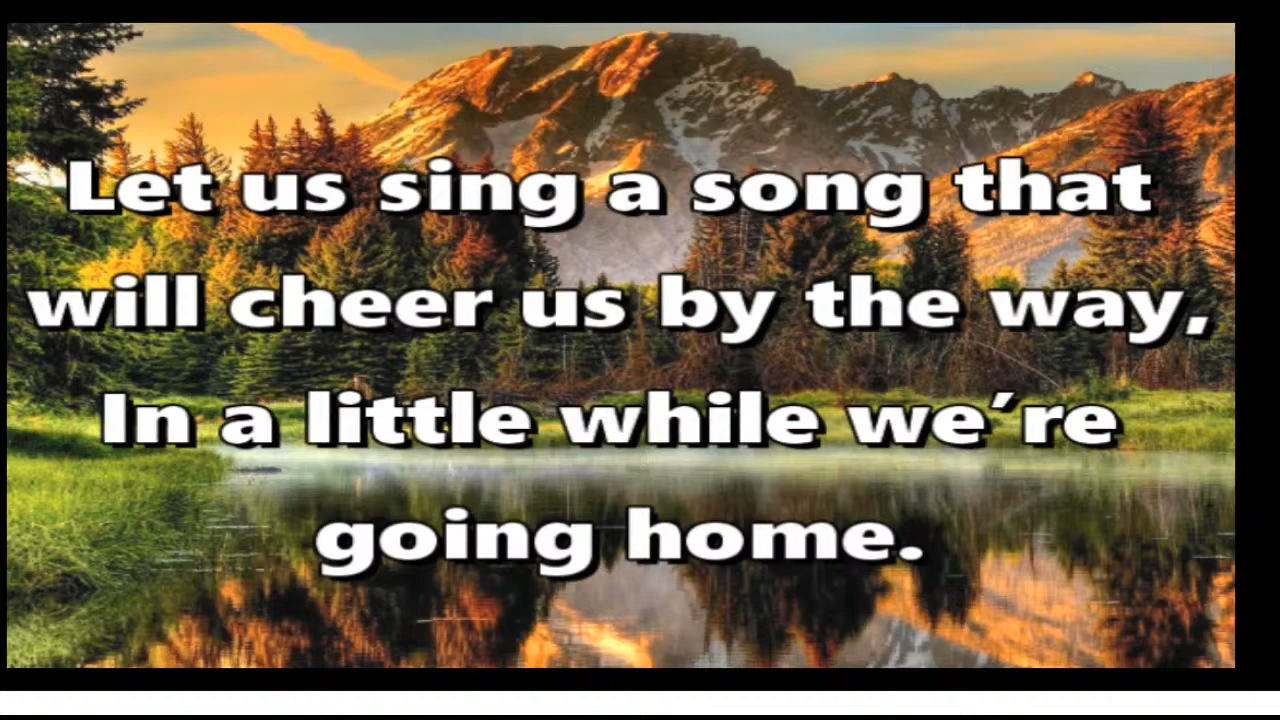 Let us sing a song that
will cheer us by the way,
In a little while we're
going home.